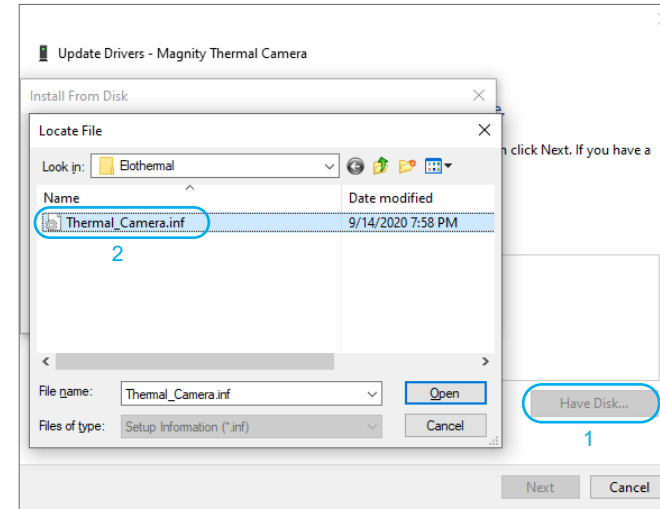 Update Drivers - Magnity Thermal Camera
Install From Disk
e.
Locate File
n click Next. If you have a
Look in: Elothermal
Name Date modified
Thermal_Camera.inf 9/14/2020 7:58 PM
2
File name: Thermal_Camera.inf Open
Have Disk...
Files of type: Setup Information (*.inf) Cancel
1
Next Cancel